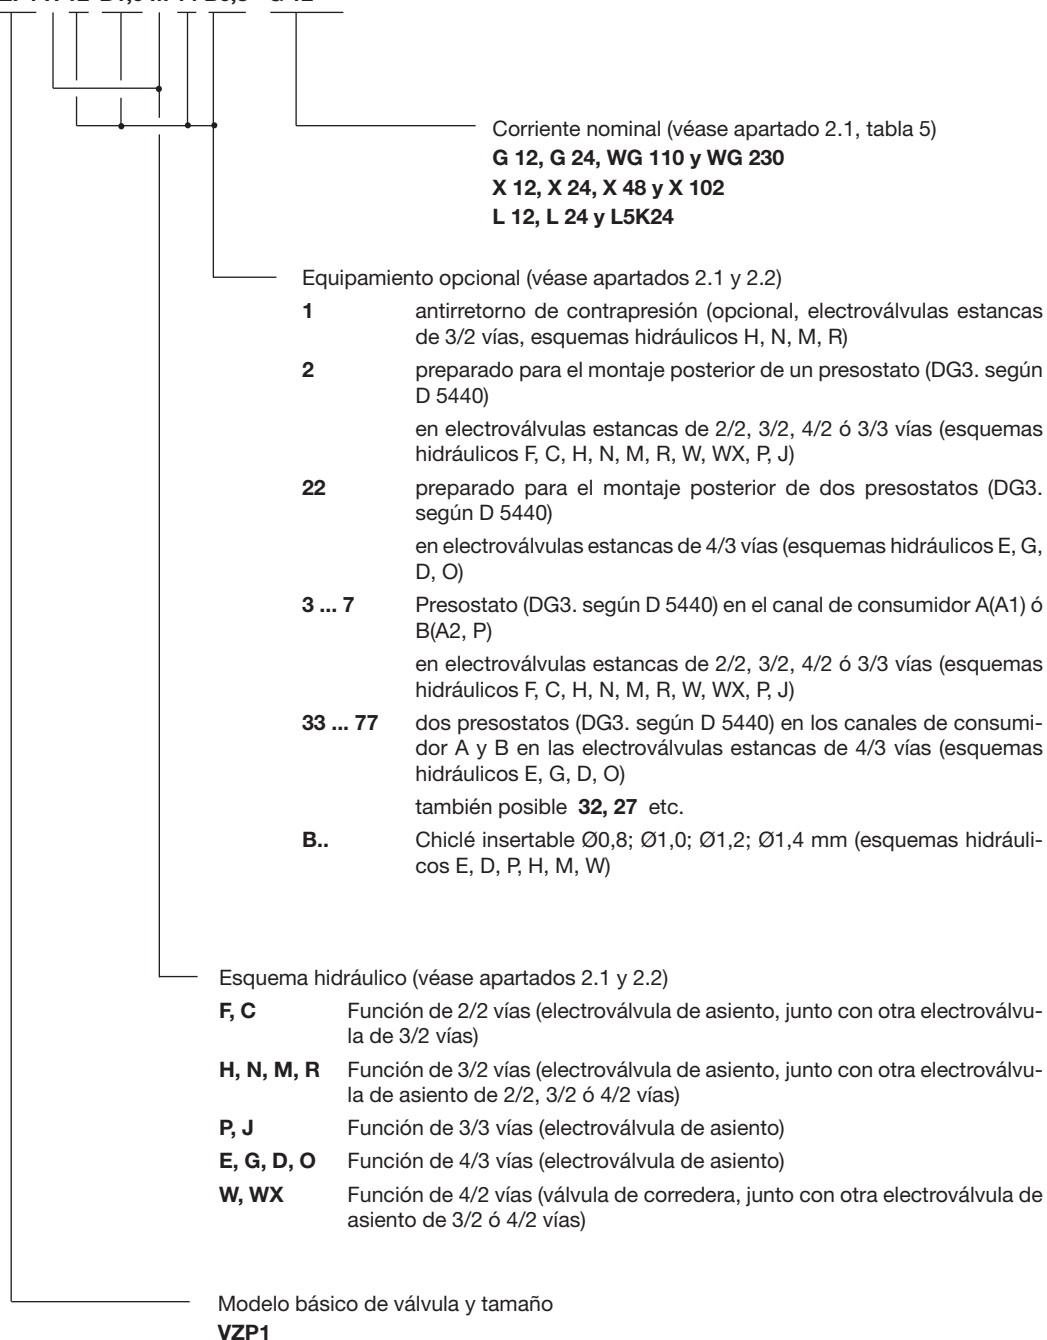 Corriente nominal (véase apartado 2.1, tabla 5)
G 12, G 24, WG 110 y WG 230
X 12, X 24, X 48 y X 102
L 12, L 24 y L5K24
Equipamiento opcional (véase apartados 2.1 y 2.2)
1 antirretorno de contrapresión (opcional, electroválvulas estancas
de 3/2 vías, esquemas hidráulicos H, N, M, R)
2 preparado para el montaje posterior de un presostato (DG3. según
D 5440)
en electroválvulas estancas de 2/2, 3/2, 4/2 ó 3/3 vías (esquemas
hidráulicos F, C, H, N, M, R, W, WX, P, J)
22 preparado para el montaje posterior de dos presostatos (DG3.
según D 5440)
en electroválvulas estancas de 4/3 vías (esquemas hidráulicos E, G,
D, O)
3 ... 7 Presostato (DG3. según D 5440) en el canal de consumidor A(A1) ó
B(A2, P)
en electroválvulas estancas de 2/2, 3/2, 4/2 ó 3/3 vías (esquemas
hidráulicos F, C, H, N, M, R, W, WX, P, J)
33 ... 77 dos presostatos (DG3. según D 5440) en los canales de consumi-
dor A y B en las electroválvulas estancas de 4/3 vías (esquemas
hidráulicos E, G, D, O)
también posible 32, 27 etc.
B.. Chiclé insertable Ø0,8; Ø1,0; Ø1,2; Ø1,4 mm (esquemas hidráuli-
cos E, D, P, H, M, W)
Esquema hidráulico (véase apartados 2.1 y 2.2)
F, C Función de 2/2 vías (electroválvula de asiento, junto con otra electroválvu-
la de 3/2 vías)
H, N, M, R Función de 3/2 vías (electroválvula de asiento, junto con otra electroválvu-
la de asiento de 2/2, 3/2 ó 4/2 vías)
P, J Función de 3/3 vías (electroválvula de asiento)
E, G, D, O Función de 4/3 vías (electroválvula de asiento)
W, WX Función de 4/2 vías (válvula de corredera, junto con otra electroválvula de
asiento de 3/2 ó 4/2 vías)
Modelo básico de válvula y tamaño
VZP1